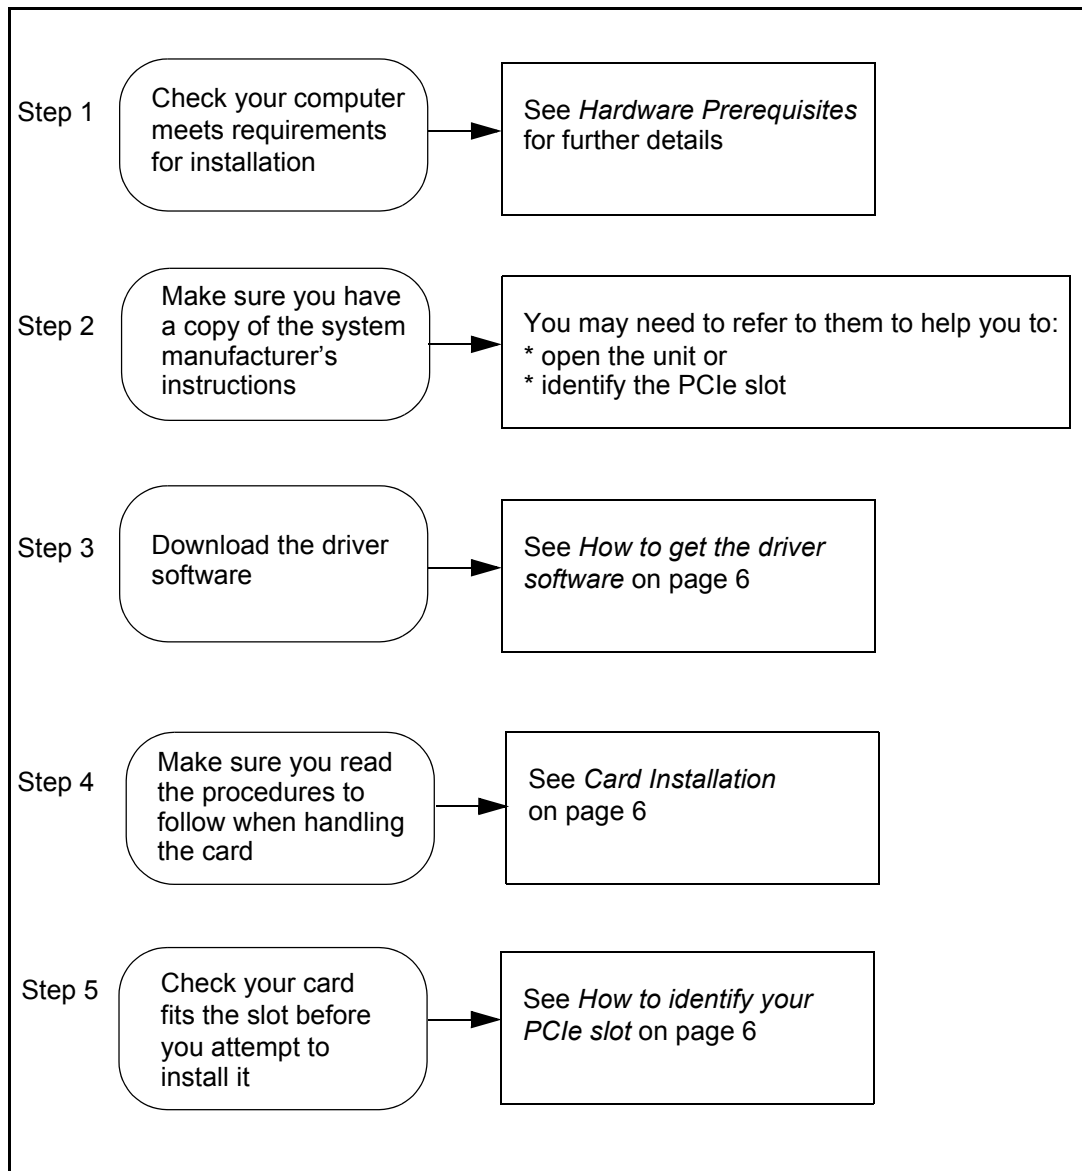 Step 1
Check your computer
meets requirements
for installation
See Hardware Prerequisites
for further details
Step 2
Make sure you have
a copy of the system
manufacturer’s
instructions
You may need to refer to them to help you to:
* open the unit or
* identify the PCIe slot
Step 3
Download the driver
software
See How to get the driver
software on page 6
Step 4
Make sure you read
the procedures to
follow when handling
the card
See Card Installation
on page 6
Step 5
Check your card
fits the slot before
you attempt to
install it
See How to identify your
PCIe slot on page 6